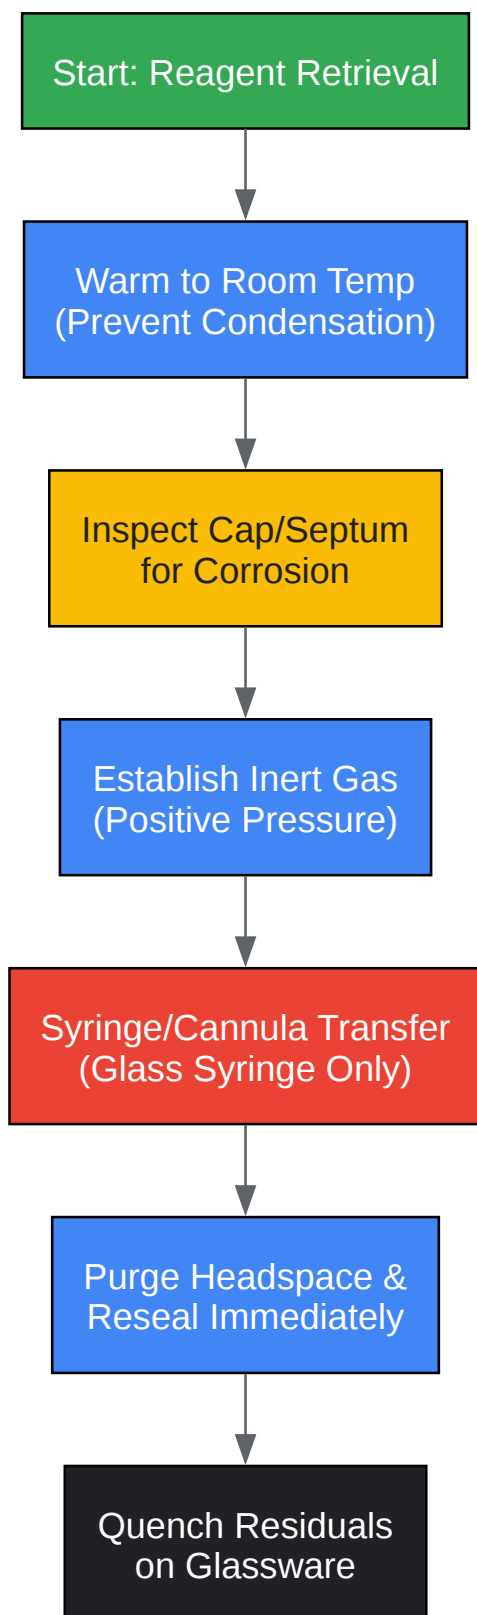 Start: Reagent Retrieval
Warm to Room Temp
(Prevent Condensation)
Inspect Cap/Septum
for Corrosion
Establish Inert Gas
(Positive Pressure)
Syringe/Cannula Transfer
(Glass Syringe Only)
Purge Headspace &
Reseal Immediately
Quench Residuals
on Glassware